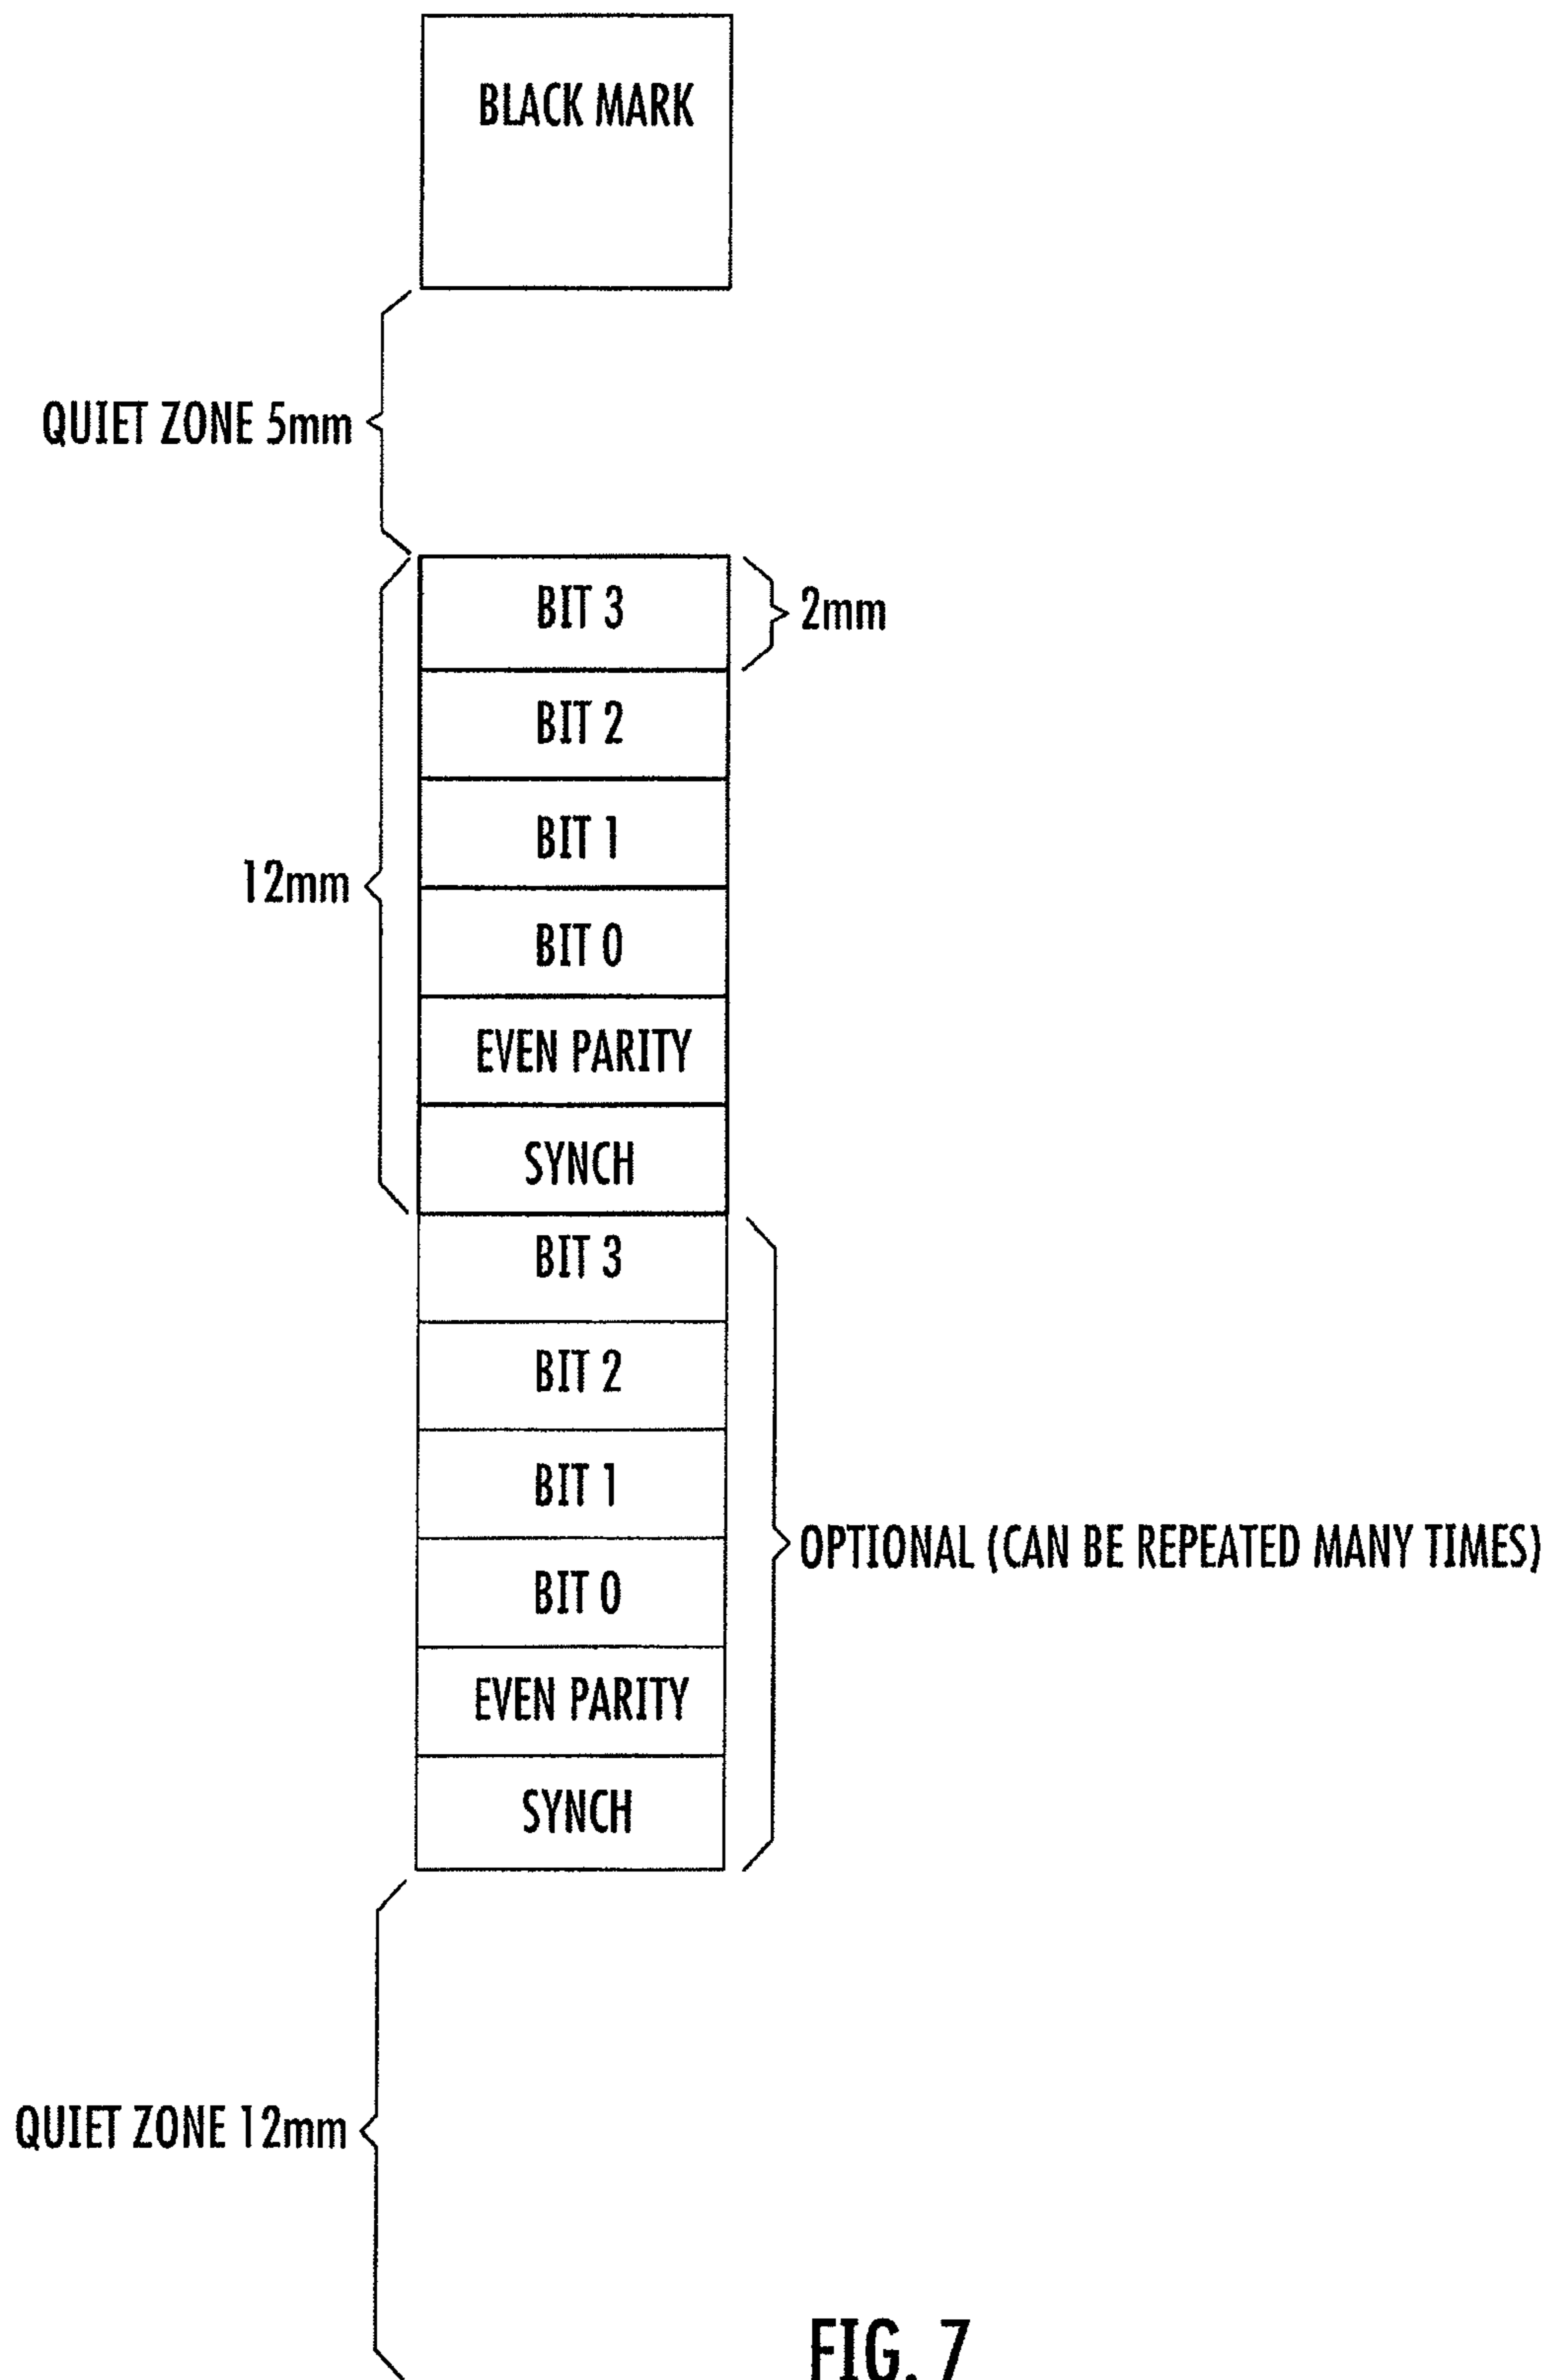 BLACK MARK
QUIET ZONE 5mm
BIT 3
2mm
BIT 2
BIT 1
12mm
BIT 0
EVEN PARITY
SYNCH
BIT 3
BIT 2
BIT 1
OPTIONAL (CAN BE REPEATED MANY TIMES)
BIT 0
EVEN PARITY
SYNCH
QUIET ZONE 12mm
FIG. 7